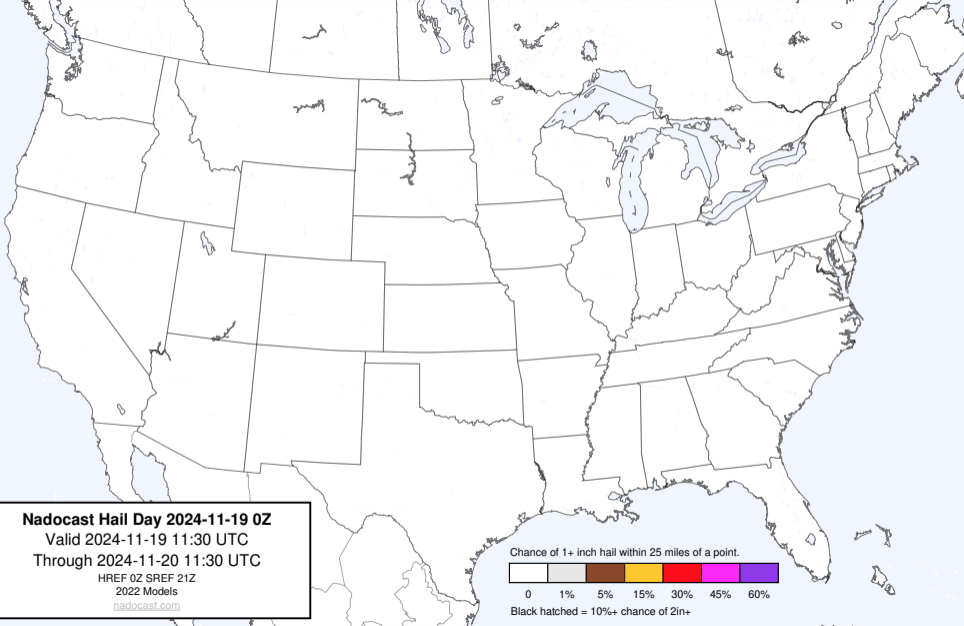 Nadocast Hail Day 2024-11-19 0Z
Valid 2024-11-19 11:30 UTC
Through 2024-11-20 11:30 UTC
HREF 0Z SREF 21Z
2022 Models
nadocast.com
Chance of 1+ inch hail within 25 miles of a point.
0 1% 5% 15% 30% 45% 60%
Black hatched = 10%+ chance of 2in+